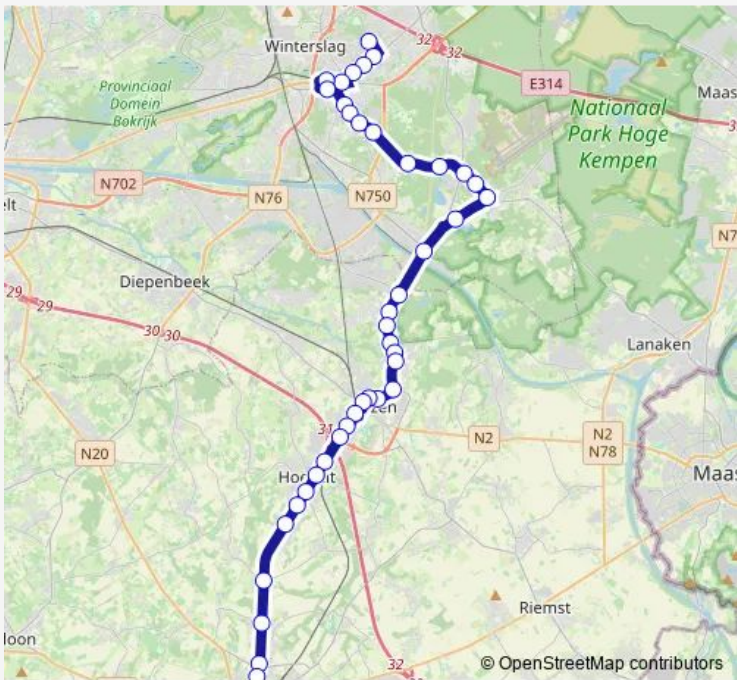 32
32
Winterslag
E314
Provinciaal
Domein
Bokrijk
Nationaal
Park Hoge
Kempen
Maas
N702
N76
N750
elt
N7
Diepenbeek
29
29
30 30
Lanaken
zen
31
N2
N2
N78
N20
Maas
Ho
t
Riemst
loon
32
© OpenStreetMap contributors